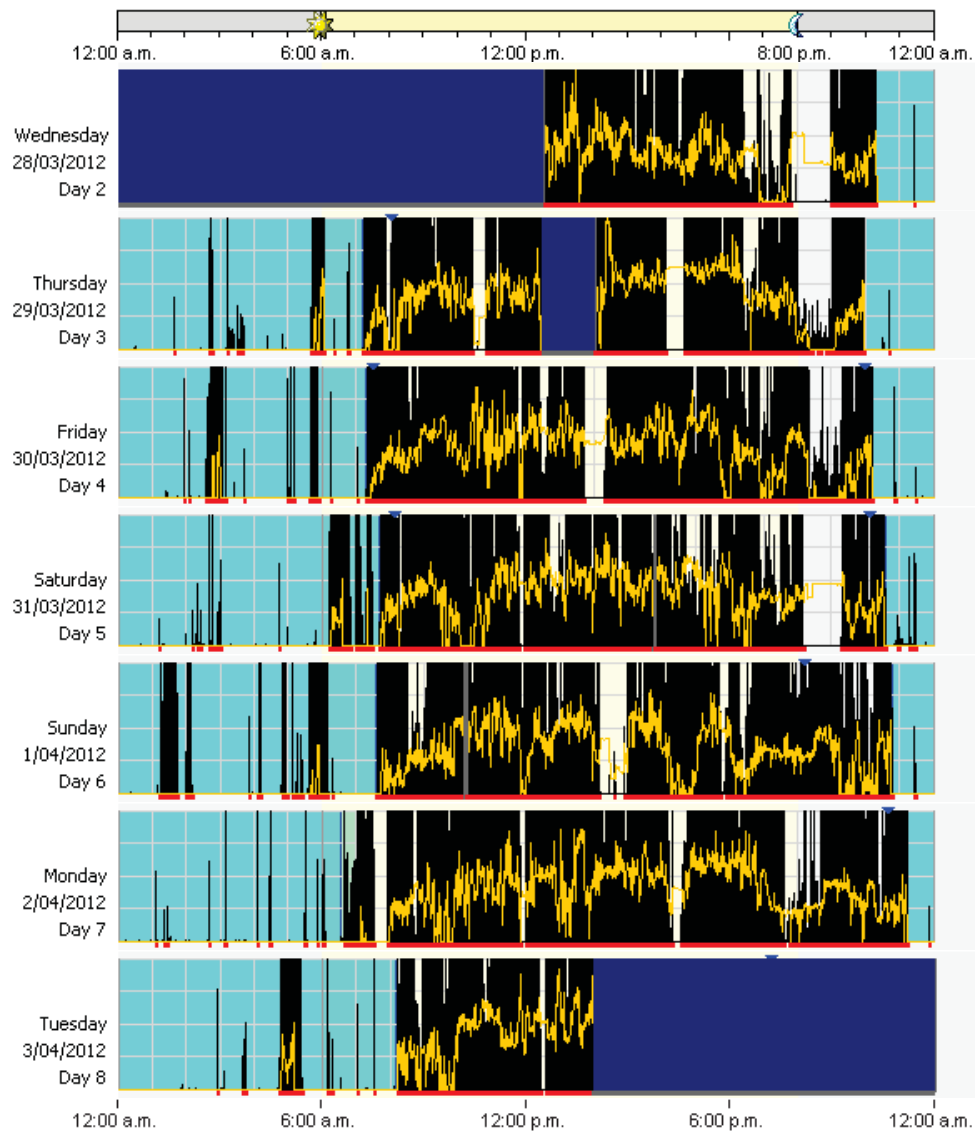 12:00 a.m. 6:00 a.m. 12:00 p.m. 8:00 p.m. 12:00 a.m.
Wednesday
28/03/2012
Day 2
Thursday
29/03/2012
Day 3
Friday
30/03/2012
Day 4
Saturday
31/03/2012
Day 5
Sunday
1/04/2012
Day 6
Monday
2/04/2012
Day 7
Tuesday
3/04/2012
Day 8
12:00 a.m. 6:00 a.m. 12:00 p.m. 6:00 p.m. 12:00 a.m.